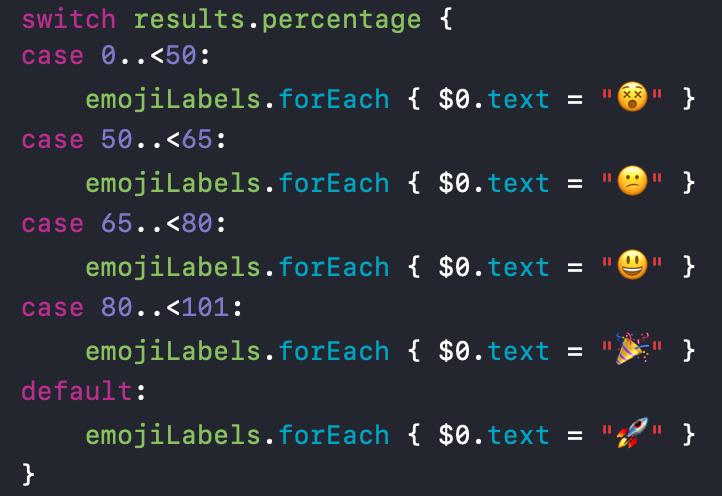 switch results.percentage {
case 0..<50:
    emojiLabels.forEach { $0.text = "😵" }
case 50..<65:
    emojiLabels.forEach { $0.text = "😕" }
case 65..<80:
    emojiLabels.forEach { $0.text = "😃" }
case 80..<101:
    emojiLabels.forEach { $0.text = "🎉" }
default:
    emojiLabels.forEach { $0.text = "🚀" }
}